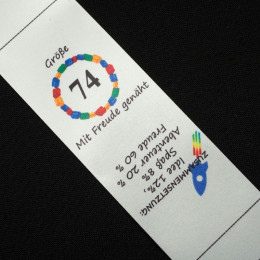 Größe
74
Mit Freude genäht
ZUSAMMENSETZUNG:
Idee 12%,
Spaß 8%
Abenteuer 20 %
Freude 60 %